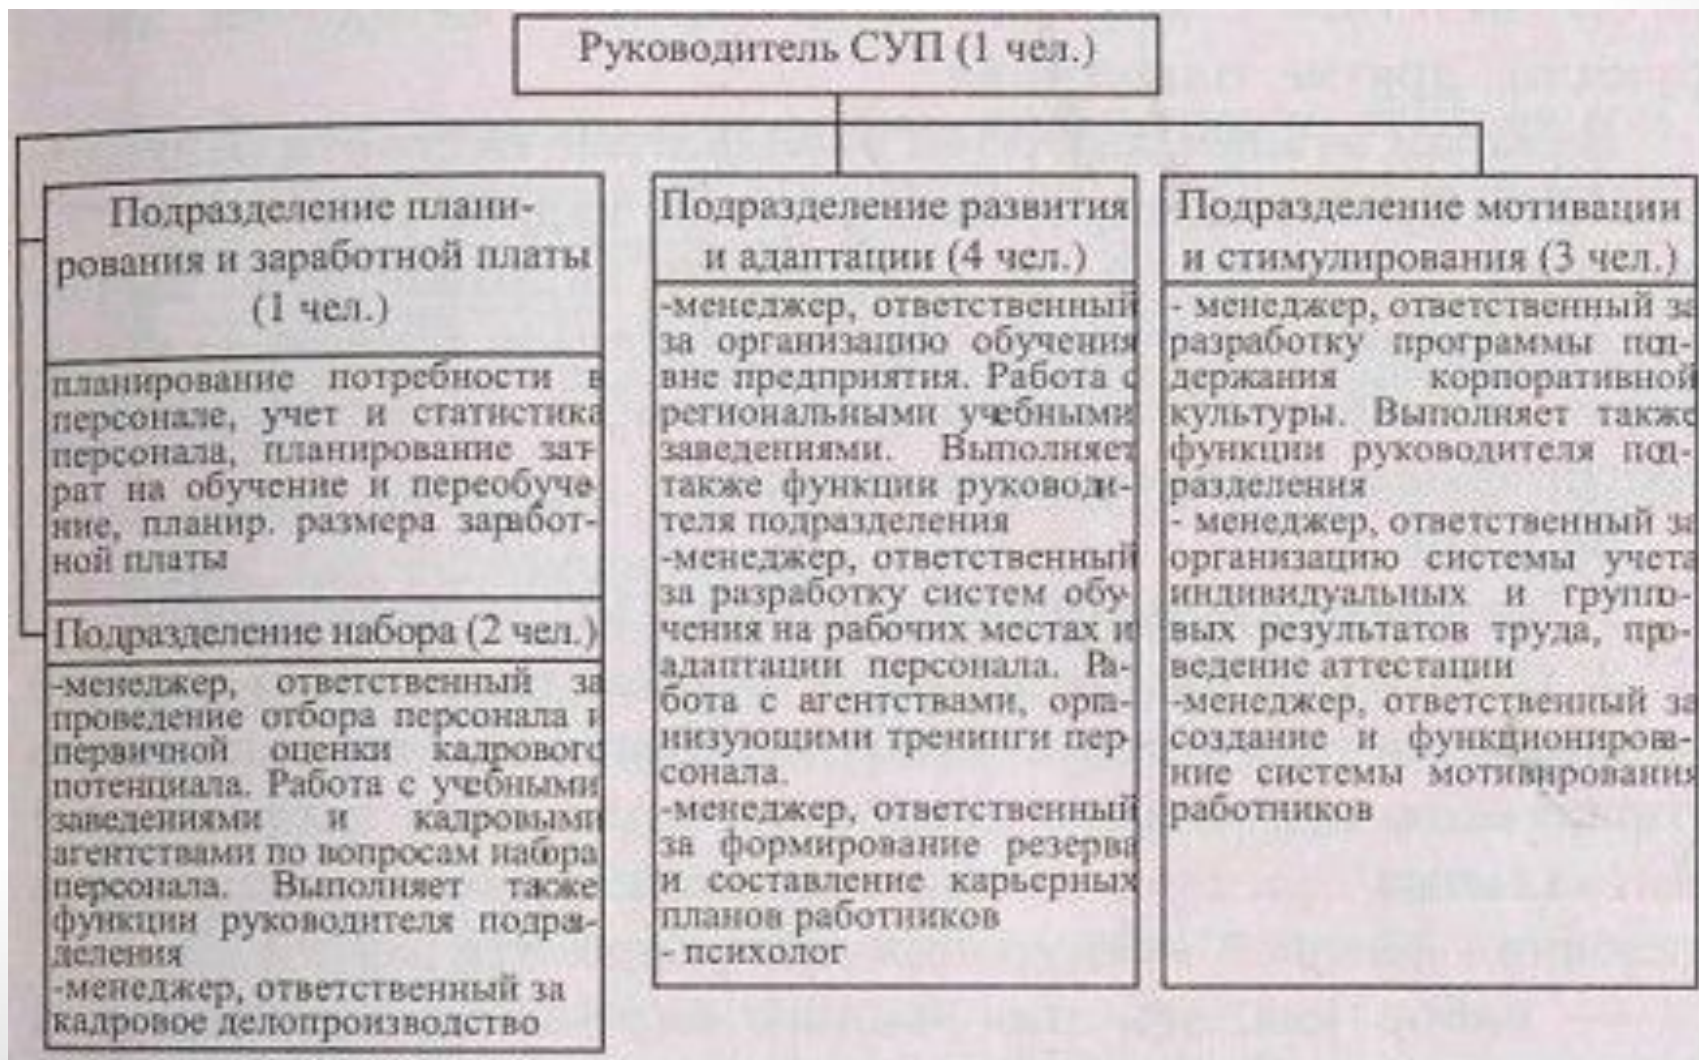 Руководитель СУП (1 чел.)
Подразделение плани-
рования и заработной платы
(1 чел.)
планирование потребности в
персонале, учет и статистика
персонала, планирование зат-
рат на обучение и переобуче-
ние, планир. размера заработ-
ной платы
Подразделение набора (2 чел.)
-менеджер, ответственный за
проведение отбора персонала и
первичной оценки кадрового
потенциала. Работа с учебными
заведениями и кадровыми
агентствами по вопросам набора
персонала. Выполняет также
функции руководителя подраз-
деления
-менеджер, ответственный за
кадровое делопроизводство
Подразделение развития
и адаптации (4 чел.)
-менеджер, ответственный
за организацию обучения
вне предприятия. Работа с
региональными учебными
заведениями. Выполняет
также функции руководи-
теля подразделения
-менеджер, ответственный
за разработку систем обу-
чения на рабочих местах и
адаптации персонала. Ра-
бота с агентствами, орга-
низующими тренинги пер-
сонала.
-менеджер, ответственный
за формирование резерва
и составление карьерных
планов работников
- психолог
Подразделение мотивации
и стимулирования (3 чел.)
- менеджер, ответственный за
разработку программы под-
держания корпоративной
культуры. Выполняет также
функции руководителя под-
разделения
- менеджер, ответственный за
организацию системы учета
индивидуальных и группо-
вых результатов труда, про-
ведение аттестации
-менеджер, ответственный за
создание и функционирова-
ние системы мотивирования
работников